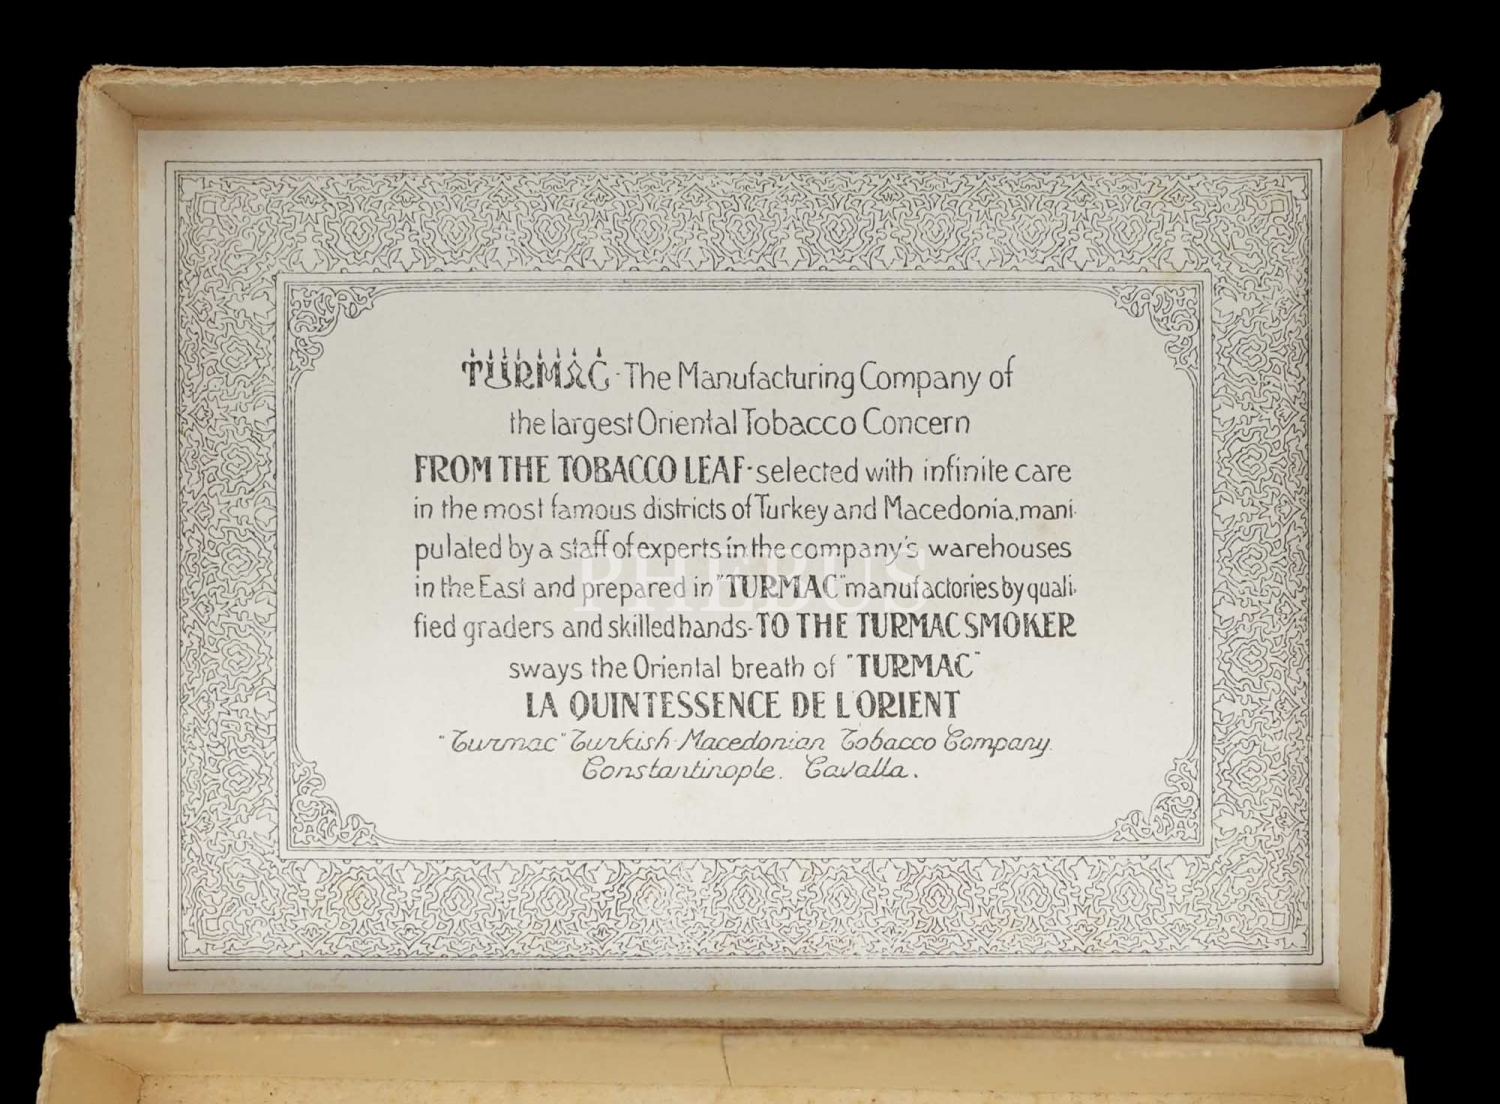 TURMAC - The Manufacturing Company of
the largest Oriental Tobacco Concern
FROM THE TOBACCO LEAF - selected with infinite care
in the most famous districts of Turkey and Macedonia, mani-
pulated by a staff of experts in the company's warehouses
in the East and prepared in "TURMAC" manufactories by quali-
fied graders and skilled hands - TO THE TURMAC SMOKER
sways the Oriental breath of "TURMAC"
LA QUINTESSENCE DE L'ORIENT
"Turmac" Turkish-Macedonian Tobacco Company.
Constantinople. Cavalla.
PHEBUS